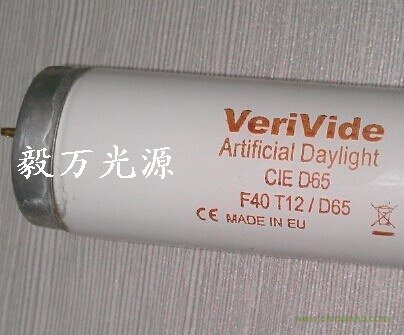 VeriVide
Artificial Daylight
CIE D65
F40 T12 / D65
CE MADE IN EU
毅万光源